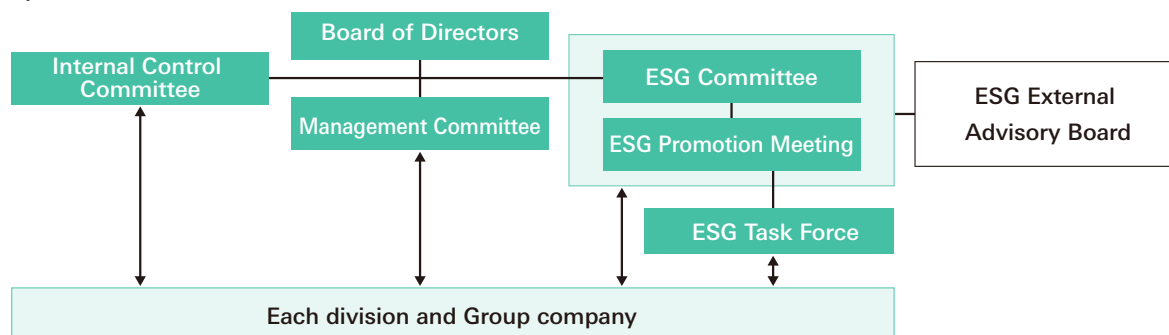 Board of Directors
Internal Control
Committee
ESG Committee
ESG External
Advisory Board
Management Committee
ESG Promotion Meeting
ESG Task Force
Each division and Group company